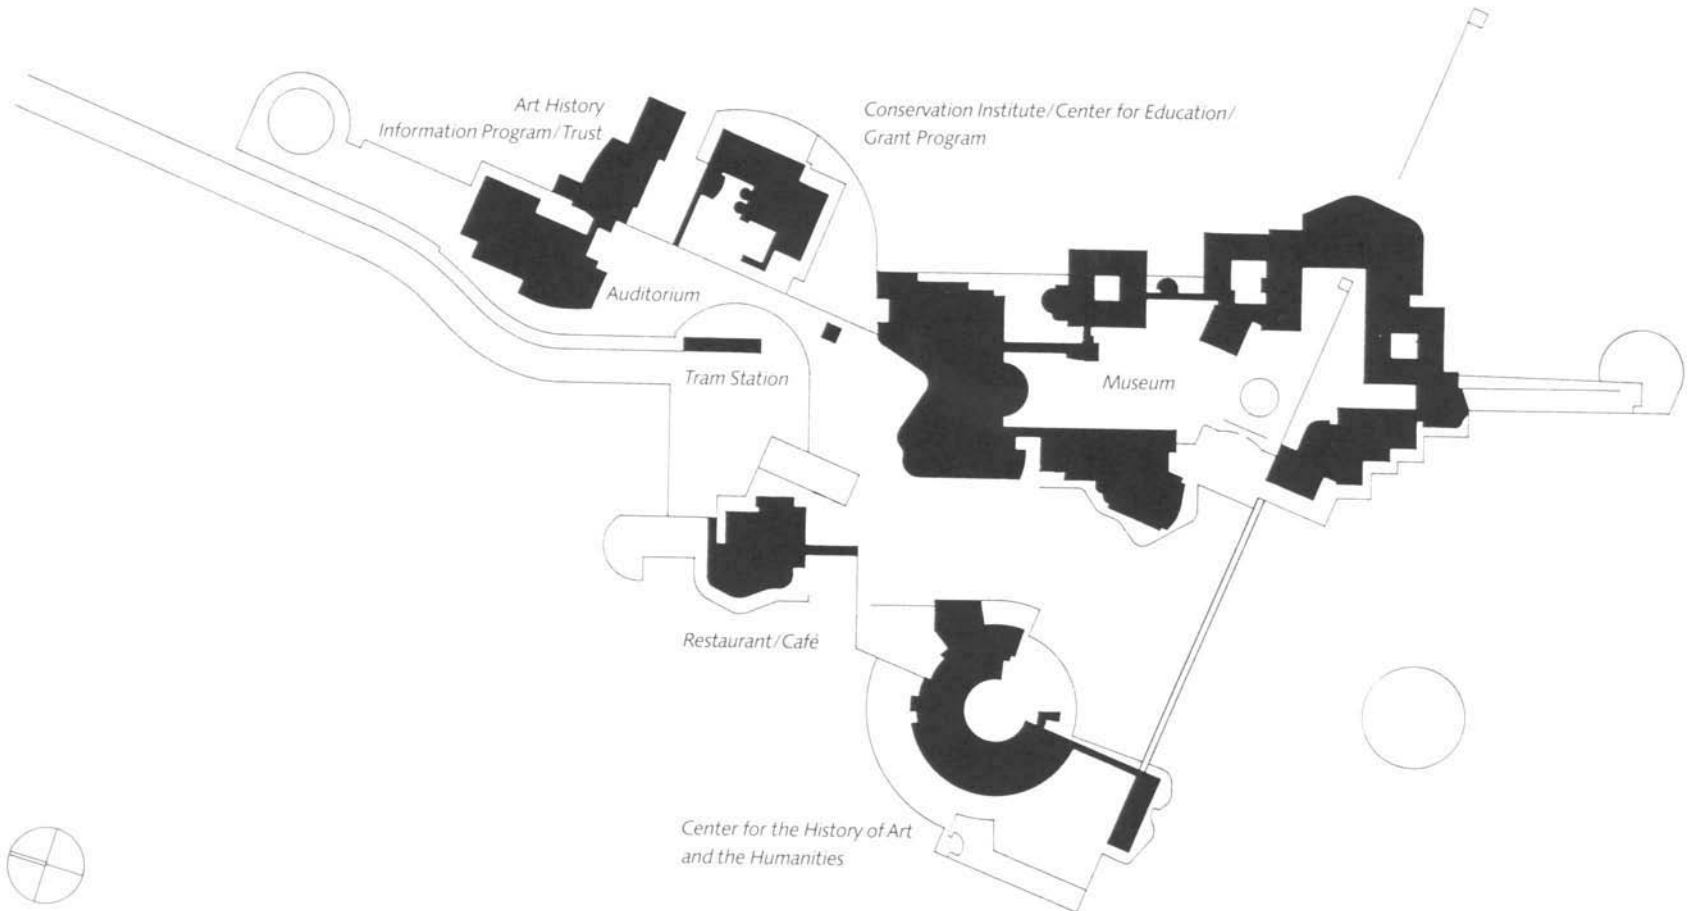 Art History
Information Program/Trust
Conservation Institute/Center for Education/
Grant Program
Auditorium
Tram Station
Museum
Restaurant/Café
Center for the History of Art
and the Humanities